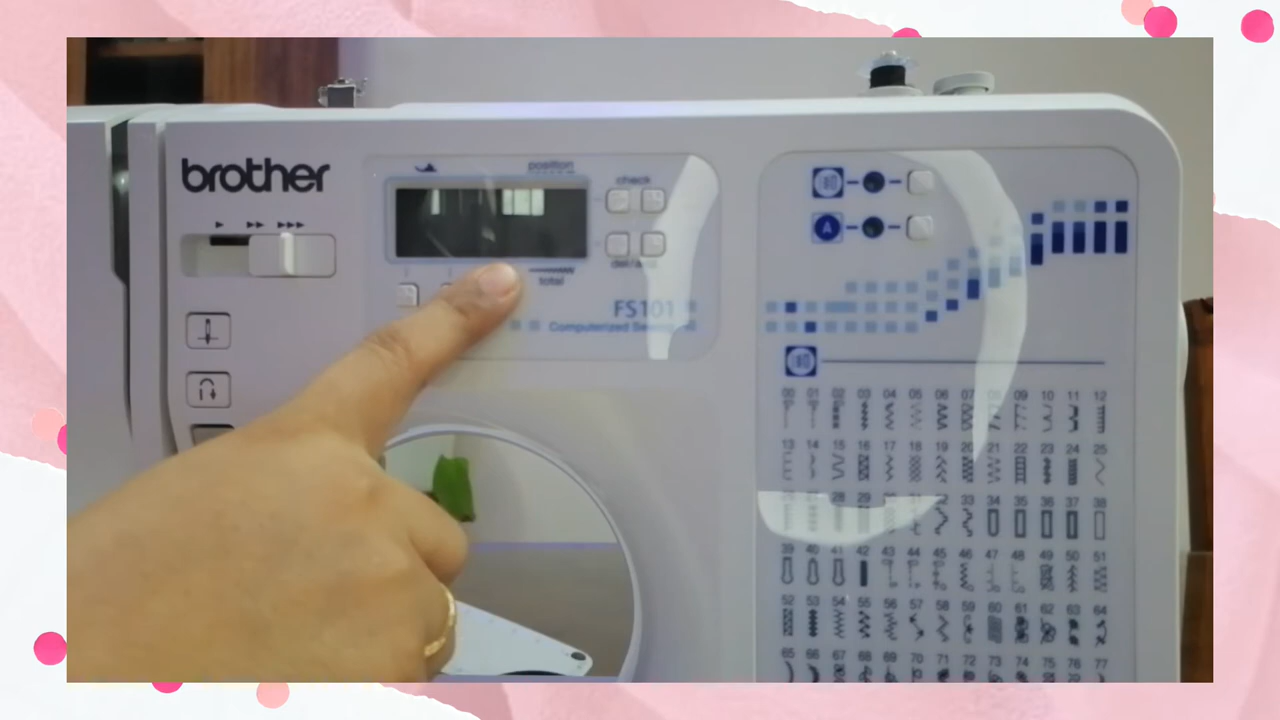 brother
position
check
total
FS101
Computerized
A
00 01 02 03 04 05 06 07 08 09 10 11 12
13 14 15 16 17 18 19 20 21 22 23 24 25
28 29 33 34 35 36 37 38
39 40 41 42 43 44 45 46 47 48 49 50 51
52 53 54 55 56 57 58 59 60 61 62 63 64
65 66 67 68 69 70 71 72 73 74 75 76 77